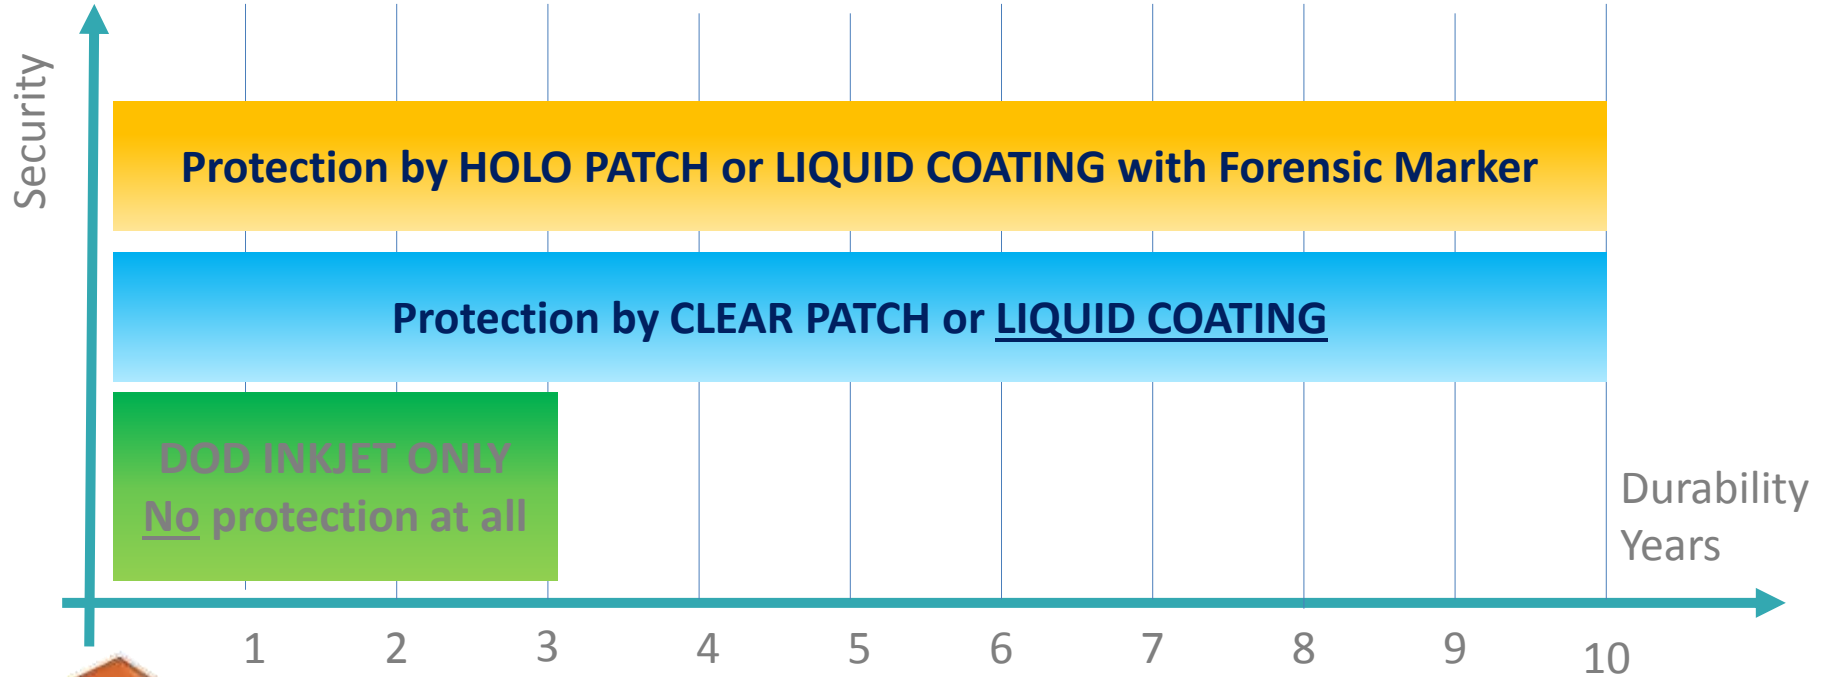 Security
Protection by HOLO PATCH or LIQUID COATING with Forensic Marker
Protection by CLEAR PATCH or LIQUID COATING
DOD INKJET ONLY
No protection at all
Durability
Years
1 2 3 4 5 6 7 8 9 10